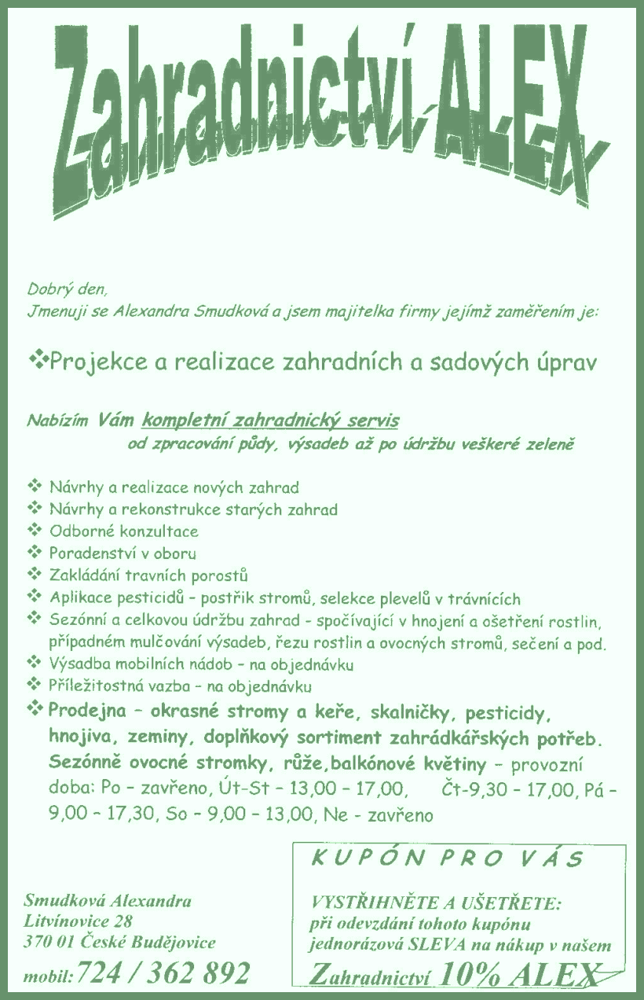 Zahradnictví ALEX
Dobrý den,
Jmenuji se Alexandra Smudková a jsem majitelka firmy jejímž zaměřením je:
❖Projekce a realizace zahradních a sadových úprav
Nabízím Vám kompletní zahradnický servis
od zpracování půdy, výsadeb až po údržbu veškeré zeleně
❖ Návrhy a realizace nových zahrad
❖ Návrhy a rekonstrukce starých zahrad
❖ Odborné konzultace
❖ Poradenství v oboru
❖ Zakládání travních porostů
❖ Aplikace pesticidů – postřik stromů, selekce plevelů v trávnících
❖ Sezónní a celkovou údržbu zahrad - spočívající v hnojení a ošetření rostlin,
případném mulčování výsadeb, řezu rostlin a ovocných stromů, sečení a pod.
❖ Výsadba mobilních nádob – na objednávku
❖ Příležitostná vazba – na objednávku
❖ Prodejna – okrasné stromy a keře, skalničky, pesticidy,
hnojiva, zeminy, doplňkový sortiment zahrádkářských potřeb.
Sezónně ovocné stromky, růže,balkónové květiny – provozní
doba: Po – zavřeno, Út-St – 13,00 – 17,00, Čt-9,30 – 17,00, Pá –
9,00 – 17,30, So – 9,00 – 13,00, Ne - zavřeno
Smudková Alexandra
Litvínovice 28
370 01 České Budějovice
mobil: 724 / 362 892
KUPÓN PRO VÁS
VYSTŘIHNĚTE A UŠETŘETE:
při odevzdání tohoto kupónu
jednorázová SLEVA na nákup v našem
Zahradnictví 10% ALEX